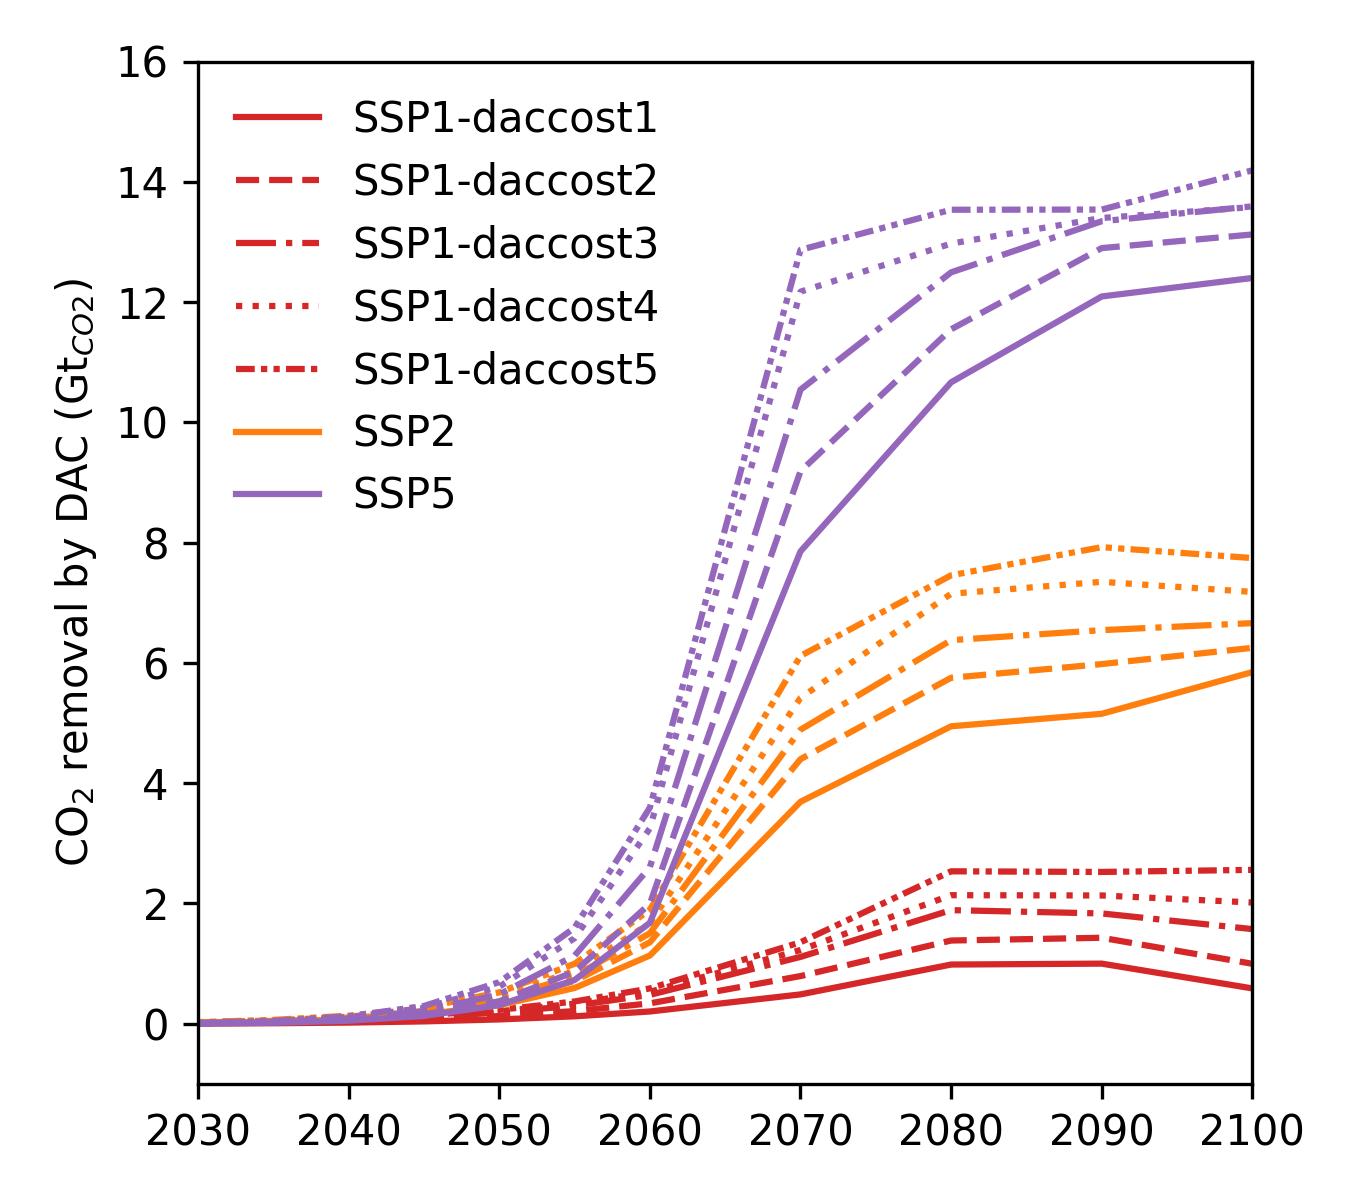 CO₂ removal by DAC (Gt_CO2)
16
14
12
10
8
6
4
2
0
SSP1-daccost1
SSP1-daccost2
SSP1-daccost3
SSP1-daccost4
SSP1-daccost5
SSP2
SSP5
2030 2040 2050 2060 2070 2080 2090 2100